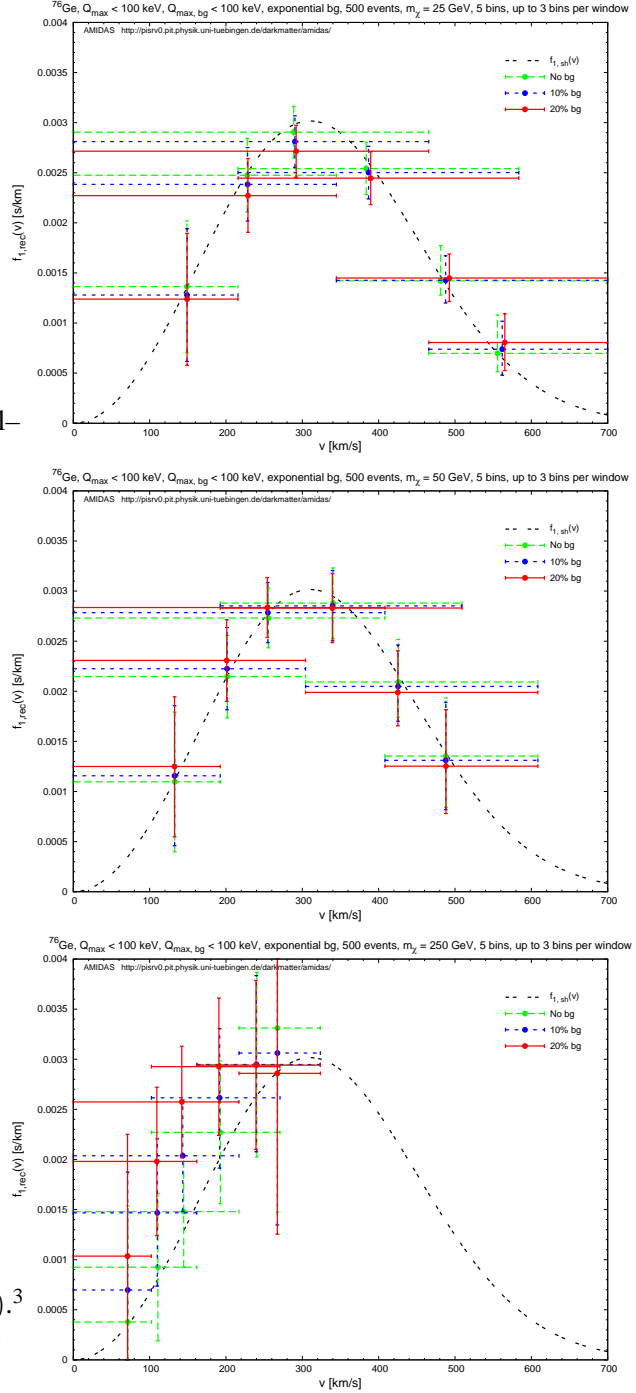 ⁷⁶Ge, Q_max < 100 keV, Q_max, bg < 100 keV, exponential bg, 500 events, m_χ = 25 GeV, 5 bins, up to 3 bins per window
0.004
AMIDAS http://pisrv0.pit.physik.uni-tuebingen.de/darkmatter/amidas/
f_1, sh(v)
No bg
10% bg
20% bg
0.0035
0.003
0.0025
0.002
0.0015
0.001
0.0005
0
f_1,rec(v) [s/km]
0 100 200 300 400 500 600 700
v [km/s]
l–
⁷⁶Ge, Q_max < 100 keV, Q_max, bg < 100 keV, exponential bg, 500 events, m_χ = 50 GeV, 5 bins, up to 3 bins per window
0.004
AMIDAS http://pisrv0.pit.physik.uni-tuebingen.de/darkmatter/amidas/
f_1, sh(v)
No bg
10% bg
20% bg
0.0035
0.003
0.0025
0.002
0.0015
0.001
0.0005
0
f_1,rec(v) [s/km]
0 100 200 300 400 500 600 700
v [km/s]
⁷⁶Ge, Q_max < 100 keV, Q_max, bg < 100 keV, exponential bg, 500 events, m_χ = 250 GeV, 5 bins, up to 3 bins per window
0.004
AMIDAS http://pisrv0.pit.physik.uni-tuebingen.de/darkmatter/amidas/
f_1, sh(v)
No bg
10% bg
20% bg
0.0035
0.003
0.0025
0.002
0.0015
0.001
0.0005
0
f_1,rec(v) [s/km]
0 100 200 300 400 500 600 700
v [km/s]
).³